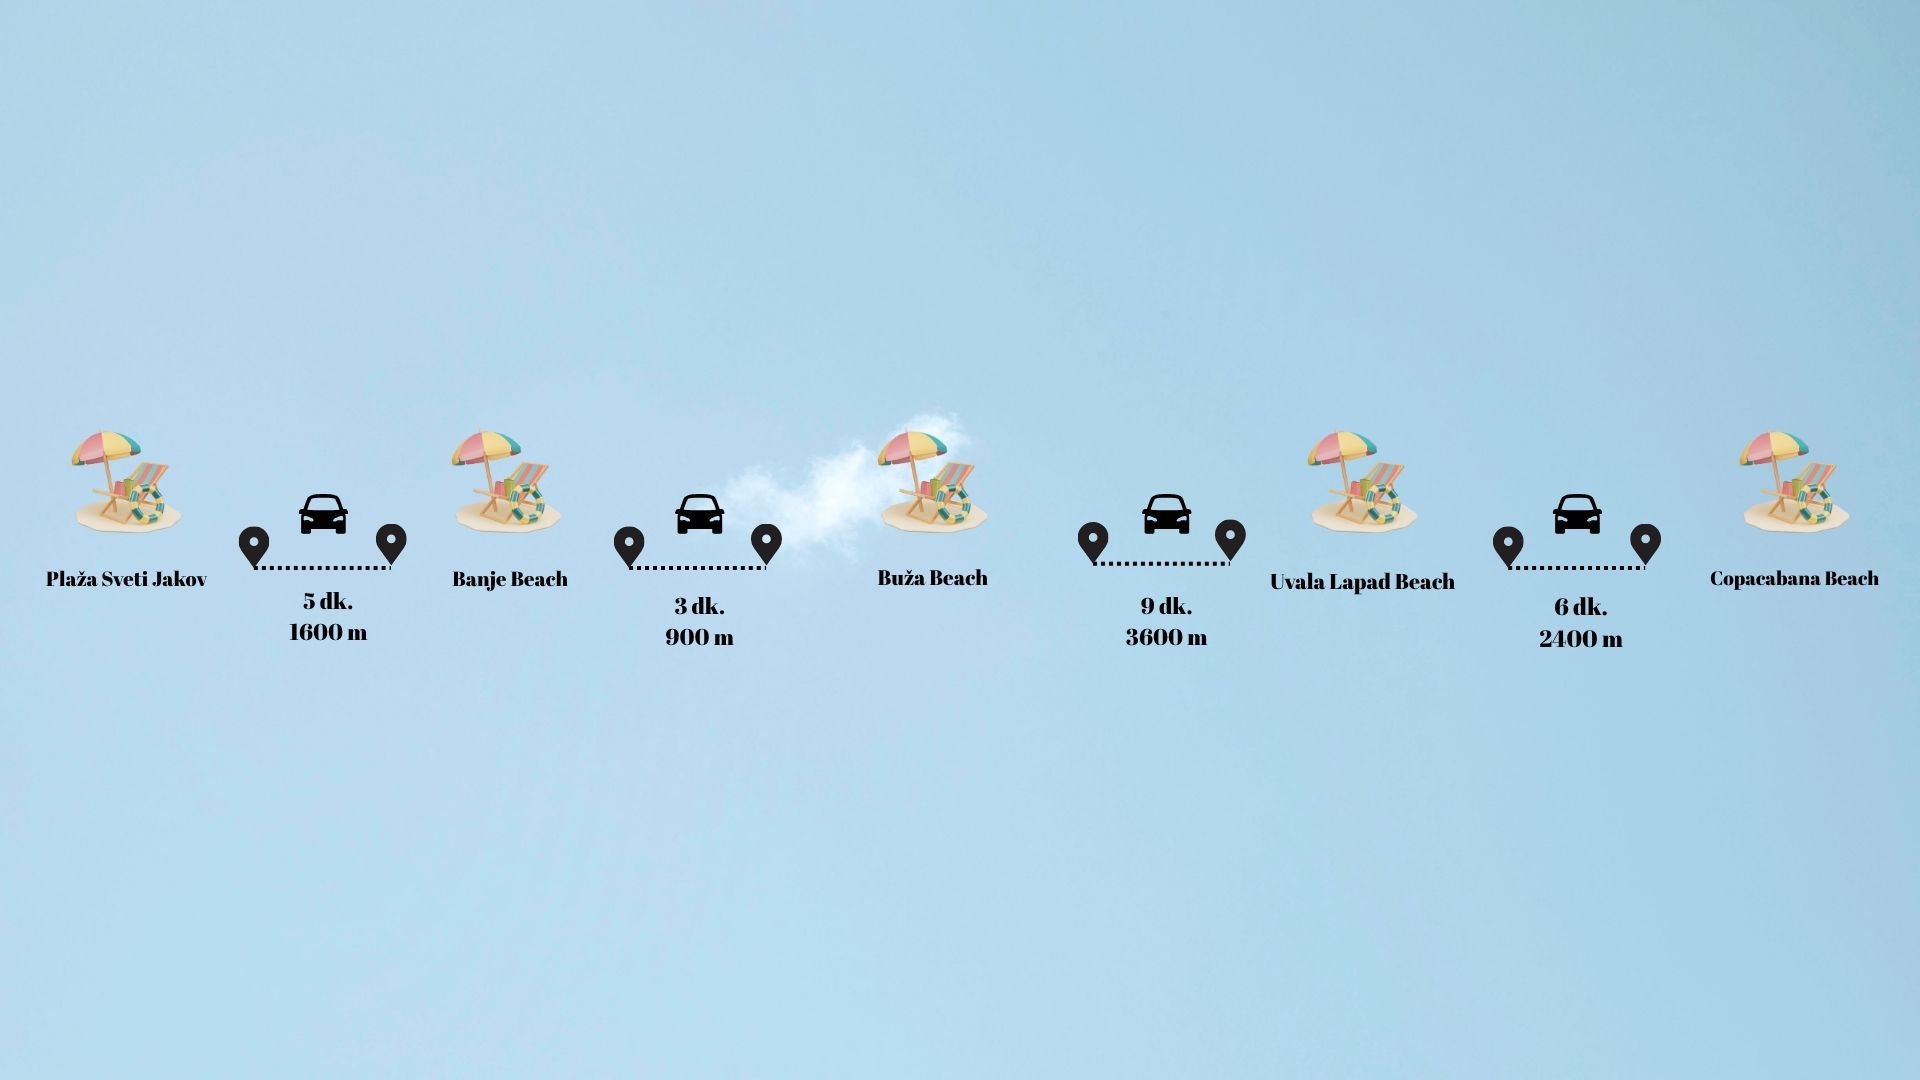 Plaža Sveti Jakov
5 dk.
1600 m
Banje Beach
3 dk.
900 m
Buža Beach
9 dk.
3600 m
Uvala Lapad Beach
6 dk.
2400 m
Copacabana Beach